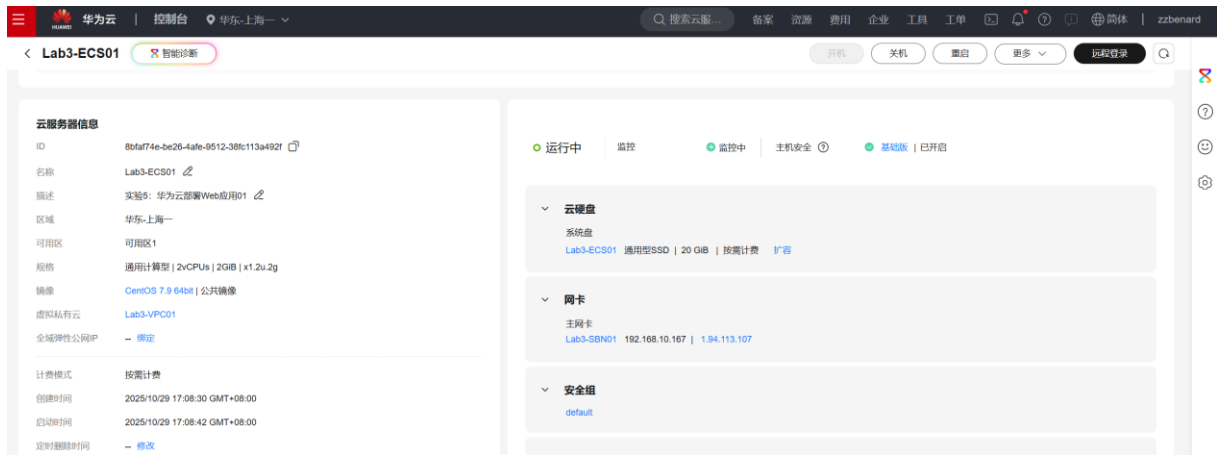 HUAWEI 华为云 | 控制台 华东-上海一 搜索云服... 备案 资源 费用 企业 工具 工单 简体 | zzbenard
Lab3-ECS01 智能诊断 开机 关机 重启 更多 远程登录
云服务器信息
ID 8bfaf74e-be26-4afe-9512-38fc113a492f
名称 Lab3-ECS01
描述 实验5：华为云部署Web应用01
区域 华东-上海一
可用区 可用区1
规格 通用计算型 | 2vCPUs | 2GiB | x1.2u.2g
镜像 CentOS 7.9 64bit | 公共镜像
虚拟私有云 Lab3-VPC01
全域弹性公网IP -- 绑定
计费模式 按需计费
创建时间 2025/10/29 17:08:30 GMT+08:00
启动时间 2025/10/29 17:08:42 GMT+08:00
定时删除时间 -- 修改
运行中 监控 监控中 主机安全 基础版 | 已开启
云硬盘
系统盘
Lab3-ECS01 通用型SSD | 20 GiB | 按需计费 扩容
网卡
主网卡
Lab3-SBN01 192.168.10.167 | 1.94.113.107
安全组
default